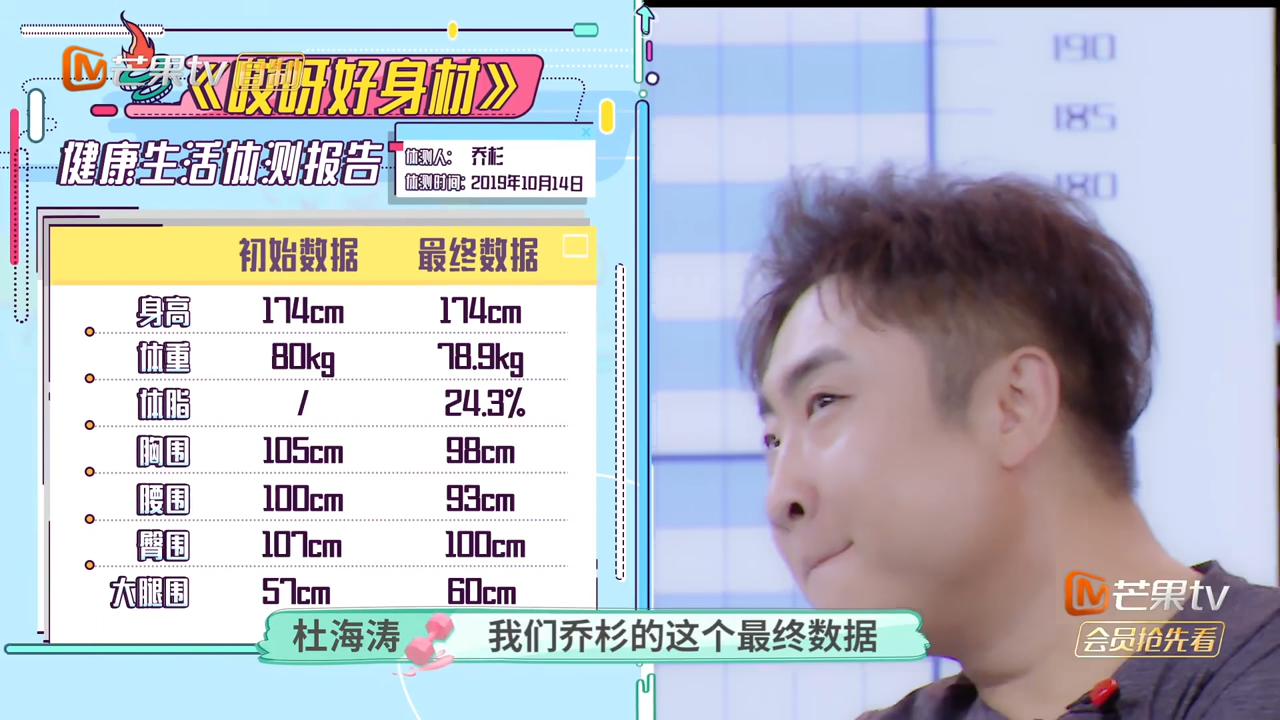 芒果tv 自制
《哎呀好身材》
健康生活体测报告
体测人： 乔杉
体测时间：2019年10月14日
初始数据 最终数据
身高 174cm 174cm
体重 80kg 78.9kg
体脂 / 24.3%
胸围 105cm 98cm
腰围 100cm 93cm
臀围 107cm 100cm
大腿围 57cm 60cm
杜海涛 我们乔杉的这个最终数据
190
185
180
芒果tv
会员抢先看